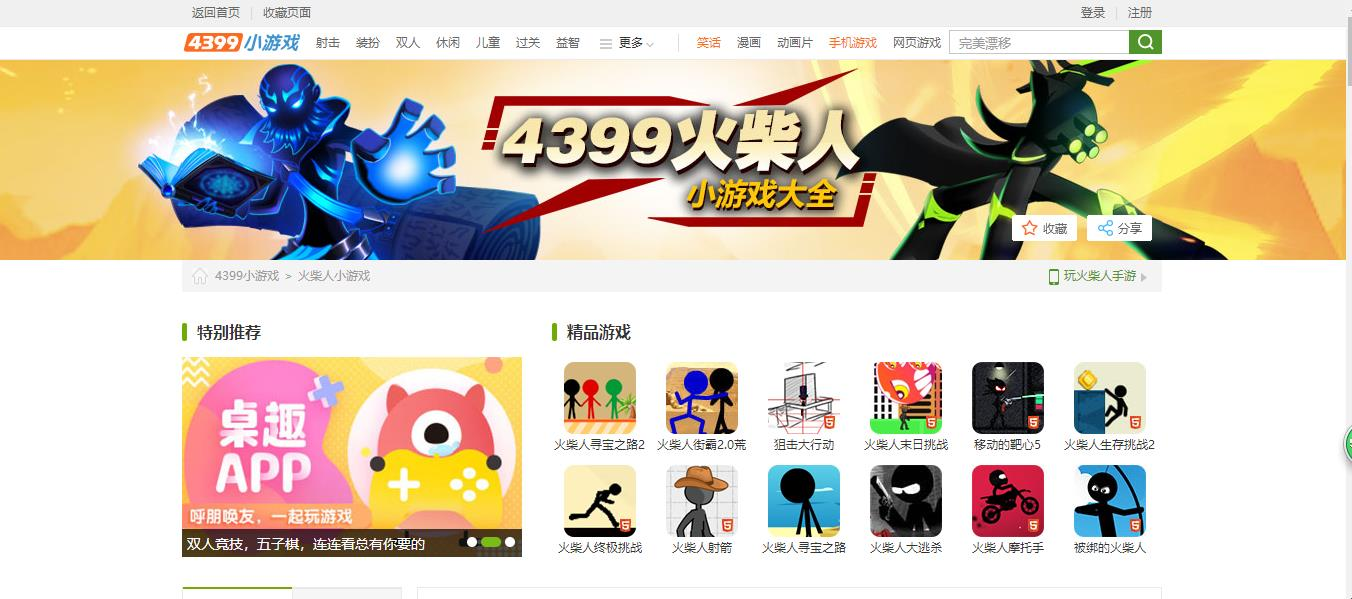 返回首页 收藏页面 登录 注册
4399小游戏 射击 装扮 双人 休闲 儿童 过关 益智 更多 笑话 漫画 动画片 手机游戏 网页游戏 完美漂移
4399火柴人
小游戏大全
收藏 分享
4399小游戏 > 火柴人小游戏 玩火柴人手游
特别推荐
桌趣
APP
呼朋唤友,一起玩游戏
双人竞技，五子棋，连连看总有你要的
精品游戏
火柴人寻宝之路2 火柴人街霸2.0荒 狙击大行动 火柴人末日挑战 移动的靶心5 火柴人生存挑战2
火柴人终极挑战 火柴人射箭 火柴人寻宝之路 火柴人大逃杀 火柴人摩托手 被绑的火柴人